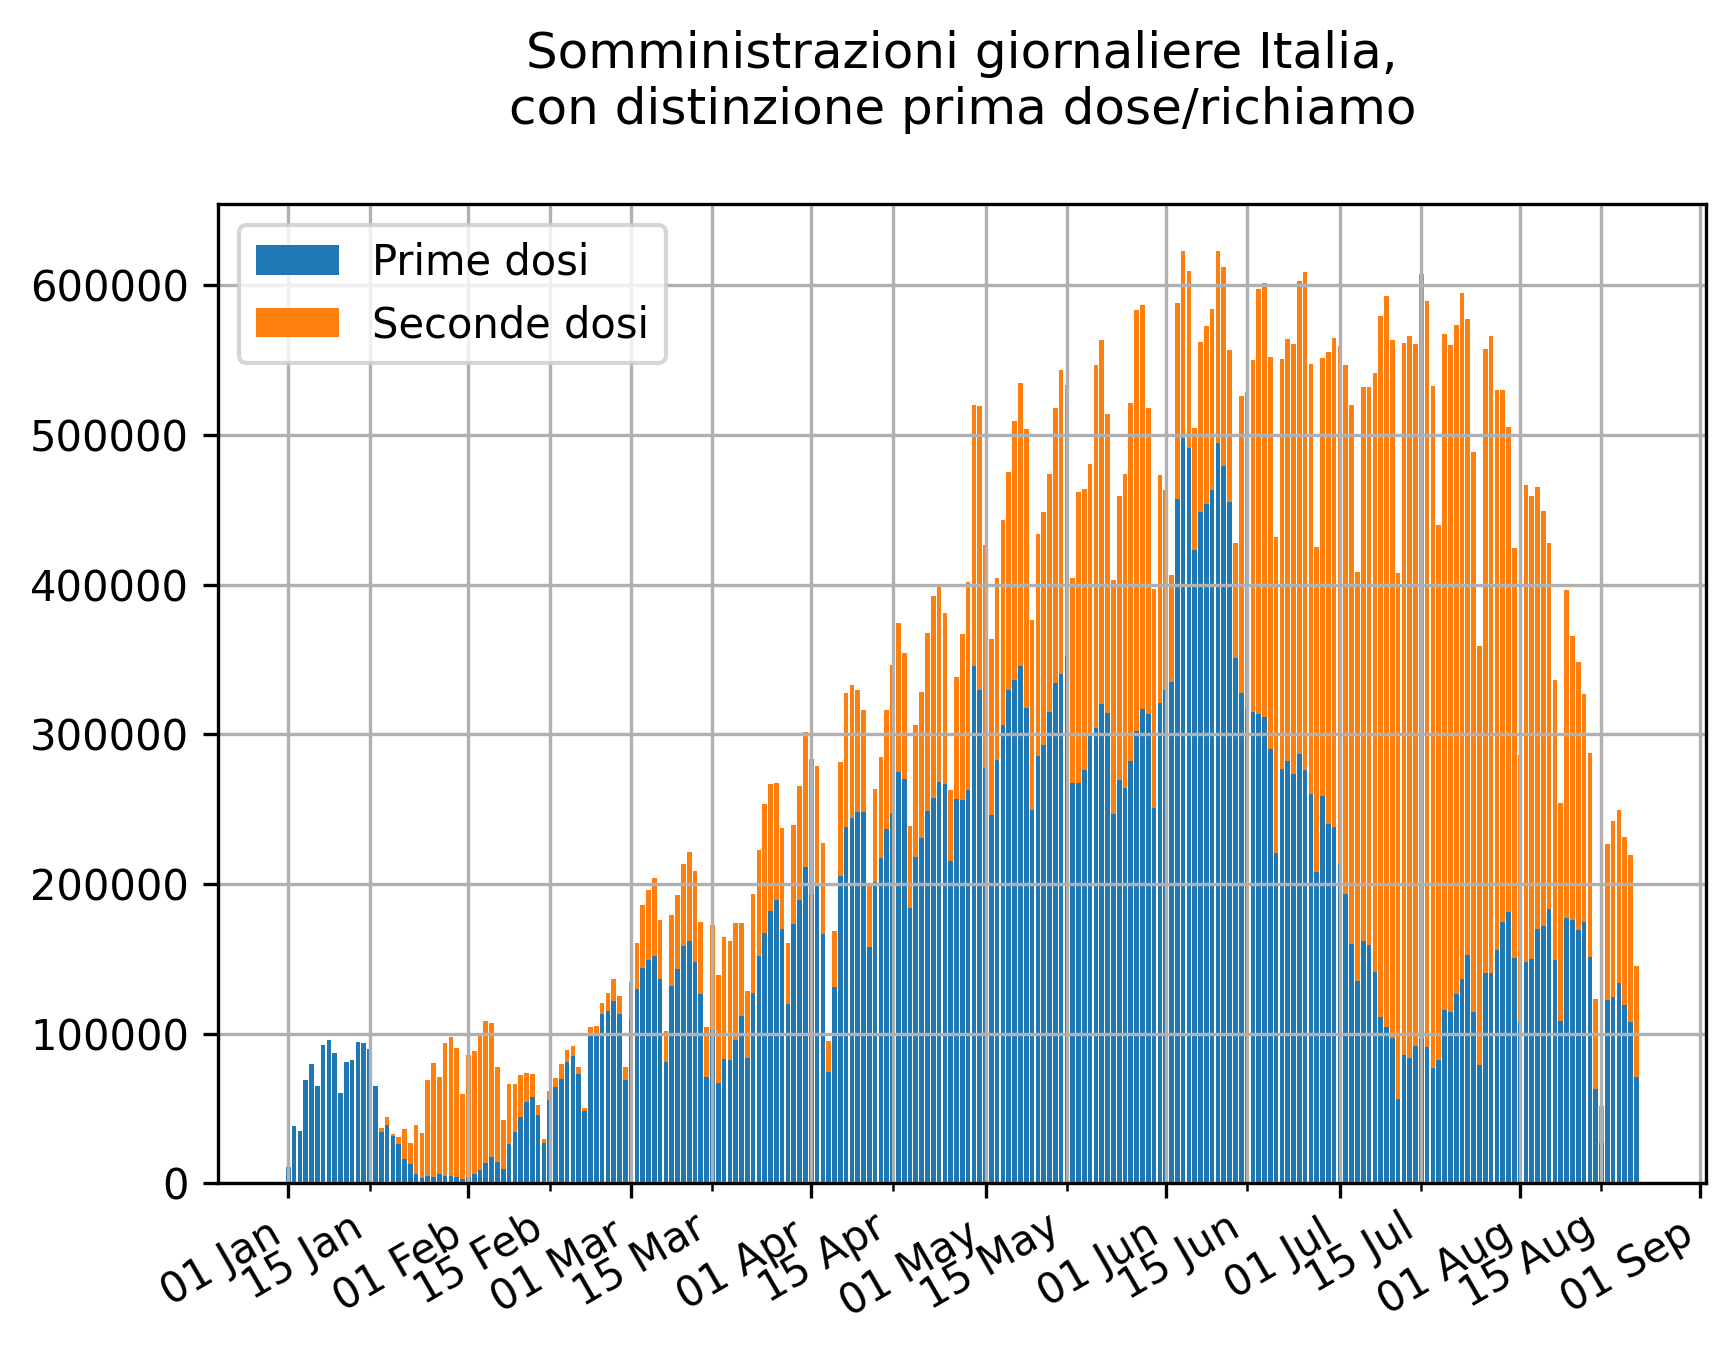 Somministrazioni giornaliere Italia,
con distinzione prima dose/richiamo
Prime dosi
Seconde dosi
600000
500000
400000
300000
200000
100000
0
01 Jan
15 Jan
01 Feb
15 Feb
01 Mar
15 Mar
01 Apr
15 Apr
01 May
15 May
01 Jun
15 Jun
01 Jul
15 Jul
01 Aug
15 Aug
01 Sep